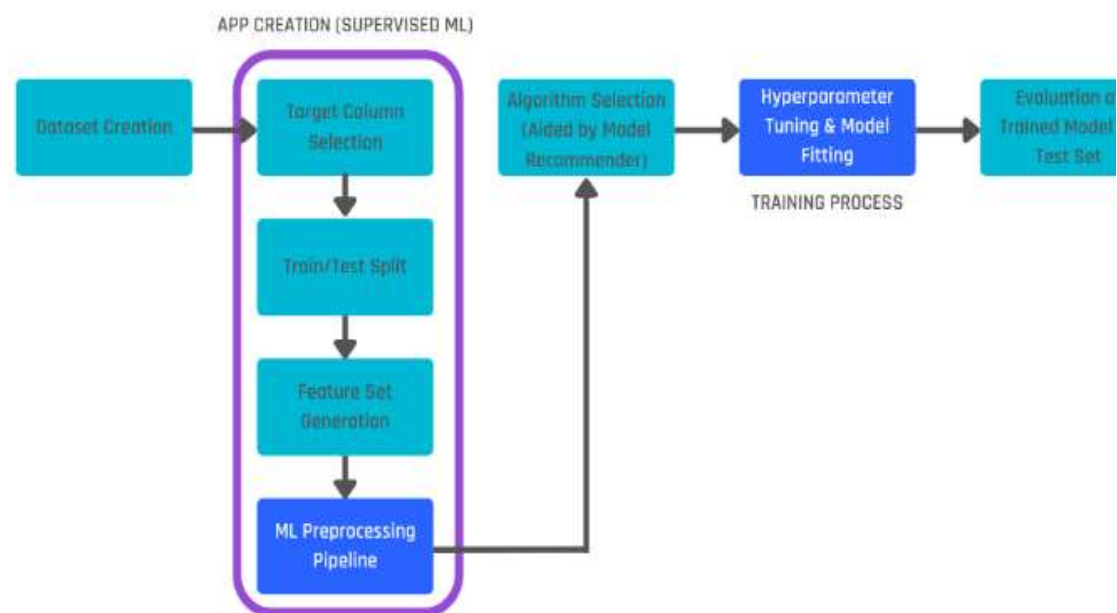 APP CREATION (SUPERVISED ML)
Dataset Creation
Target Column
Selection
Train/Test Split
Feature Set
Generation
ML Preprocessing
Pipeline
Algorithm Selection
(Aided by Model
Recommender)
Hyperparameter
Tuning & Model
Fitting
TRAINING PROCESS
Evaluation
Trained Model
Test Set